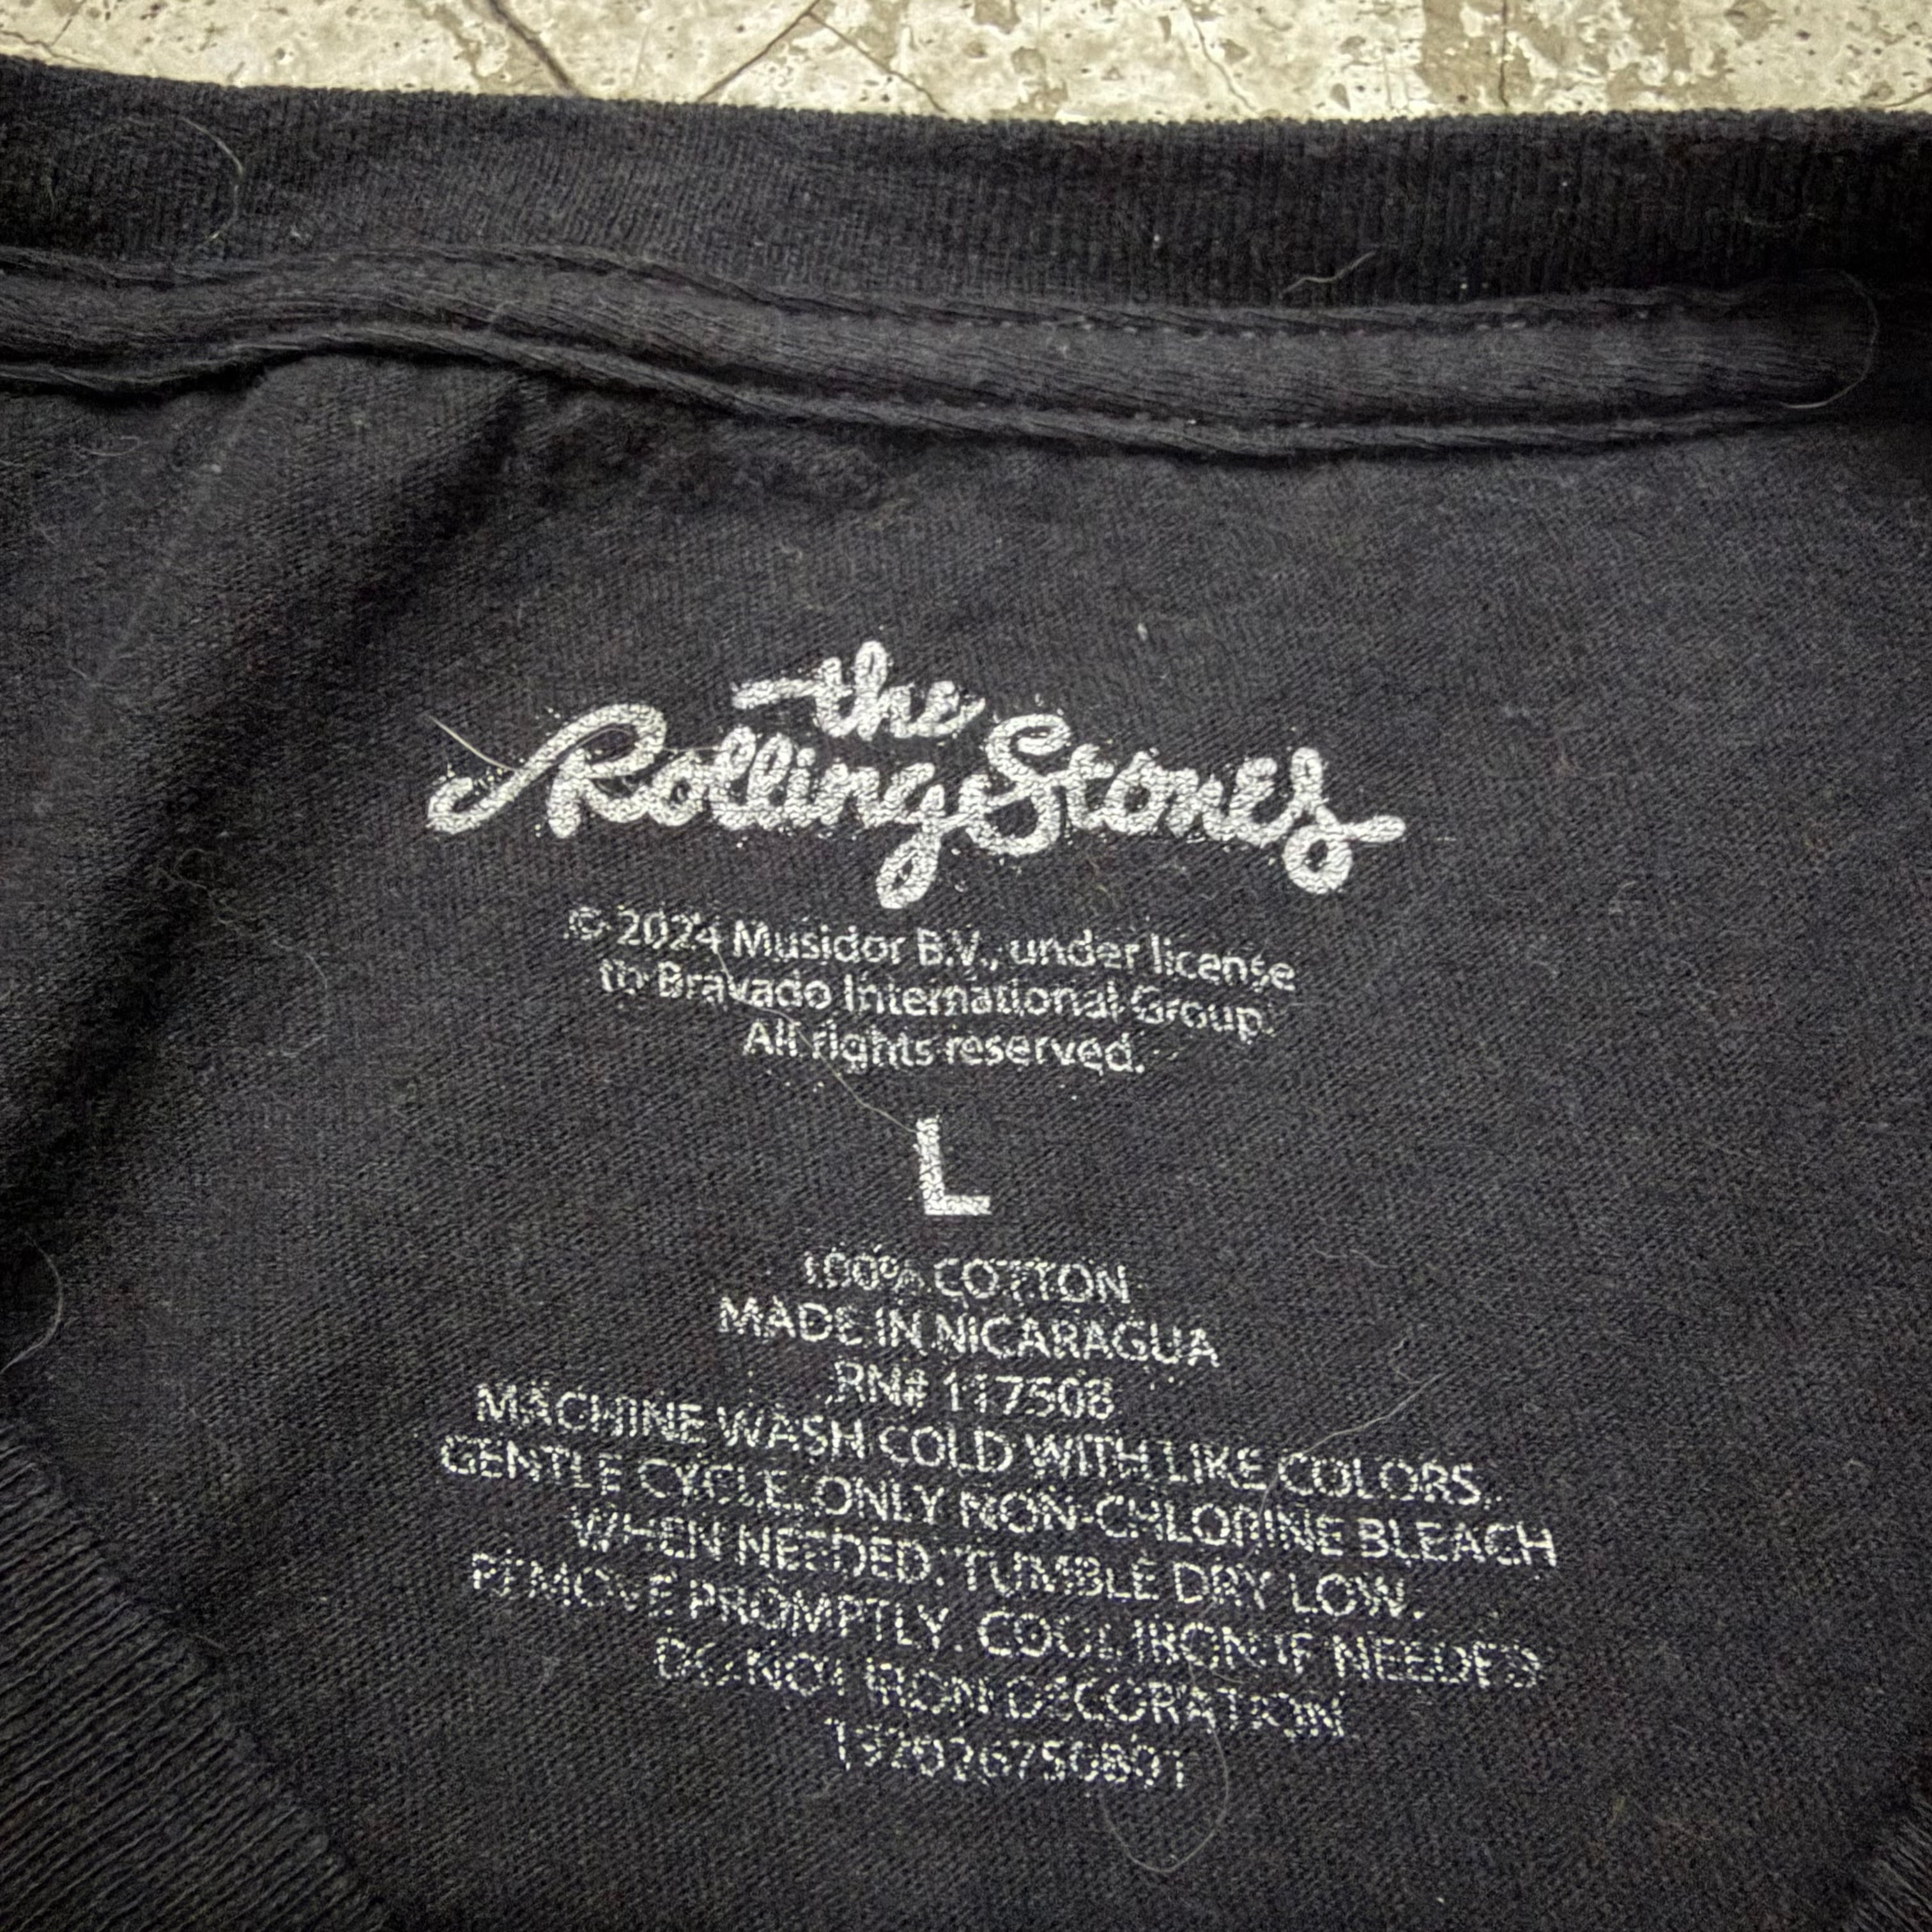 the
Rolling Stones
© 2024 Musidor B.V., under license
to Bravado International Group.
All rights reserved.
L
100% COTTON
MADE IN NICARAGUA
RN# 117508
MACHINE WASH COLD WITH LIKE COLORS.
GENTLE CYCLE. ONLY NON-CHLORINE BLEACH
WHEN NEEDED. TUMBLE DRY LOW.
REMOVE PROMPTLY. COOL IRON IF NEEDED
DO NOT IRON DECORATION